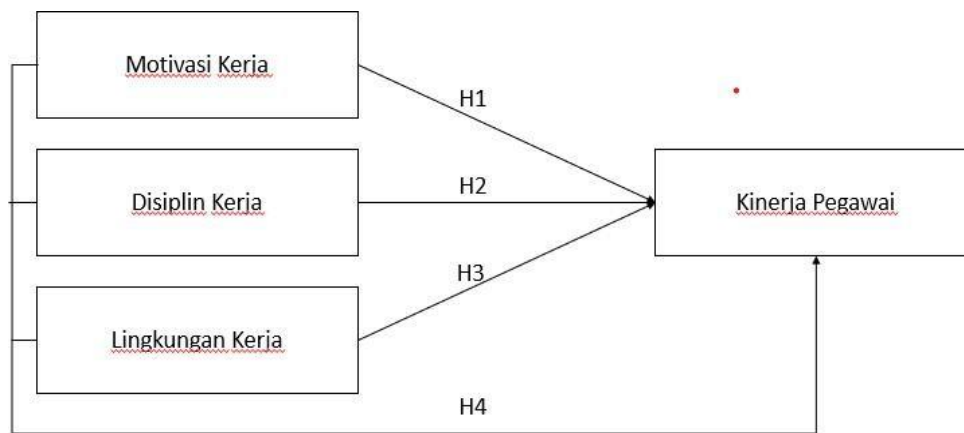 Motivasi Kerja
H1
Disiplin Kerja
H2
Kinerja Pegawai
H3
Lingkungan Kerja
H4